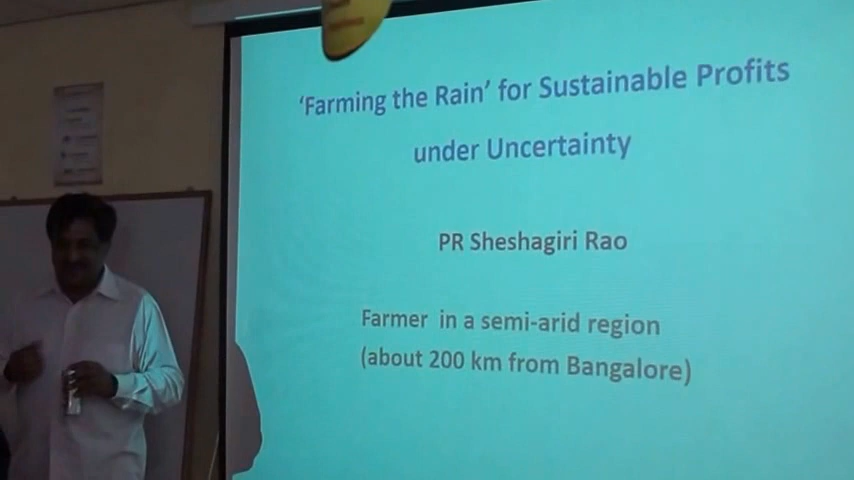 ‘Farming the Rain’ for Sustainable Profits
under Uncertainty
PR Sheshagiri Rao
Farmer in a semi-arid region
(about 200 km from Bangalore)